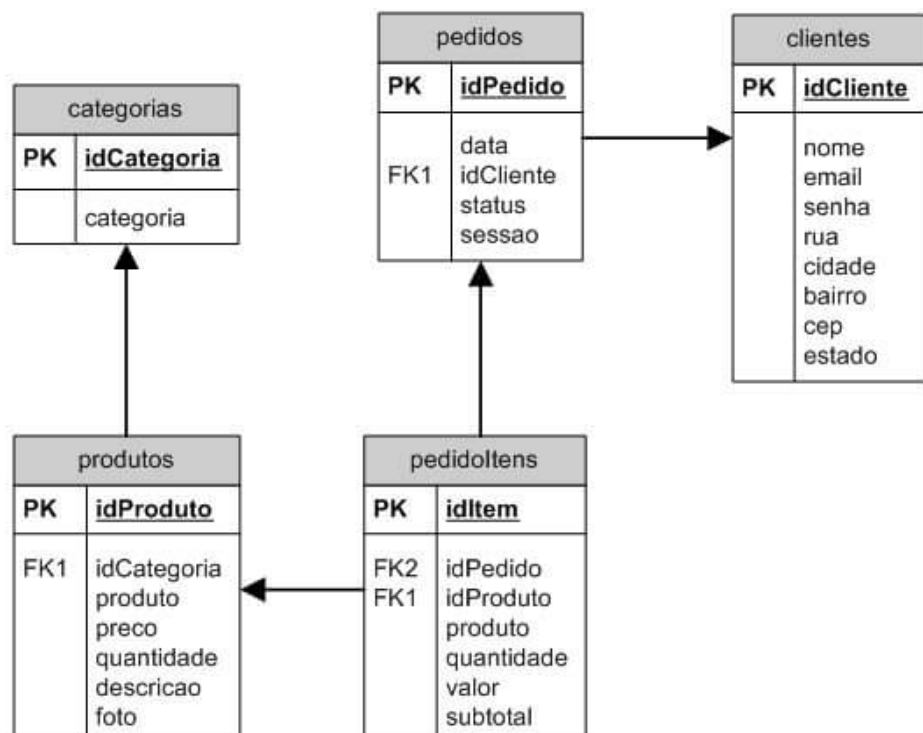 categorias
PK idCategoria
categoria
pedidos
PK idPedido
data
FK1 idCliente
status
sessao
clientes
PK idCliente
nome
email
senha
rua
cidade
bairro
cep
estado
produtos
PK idProduto
FK1 idCategoria
produto
preco
quantidade
descricao
foto
pedidoItens
PK idItem
FK2 idPedido
FK1 idProduto
produto
quantidade
valor
subtotal